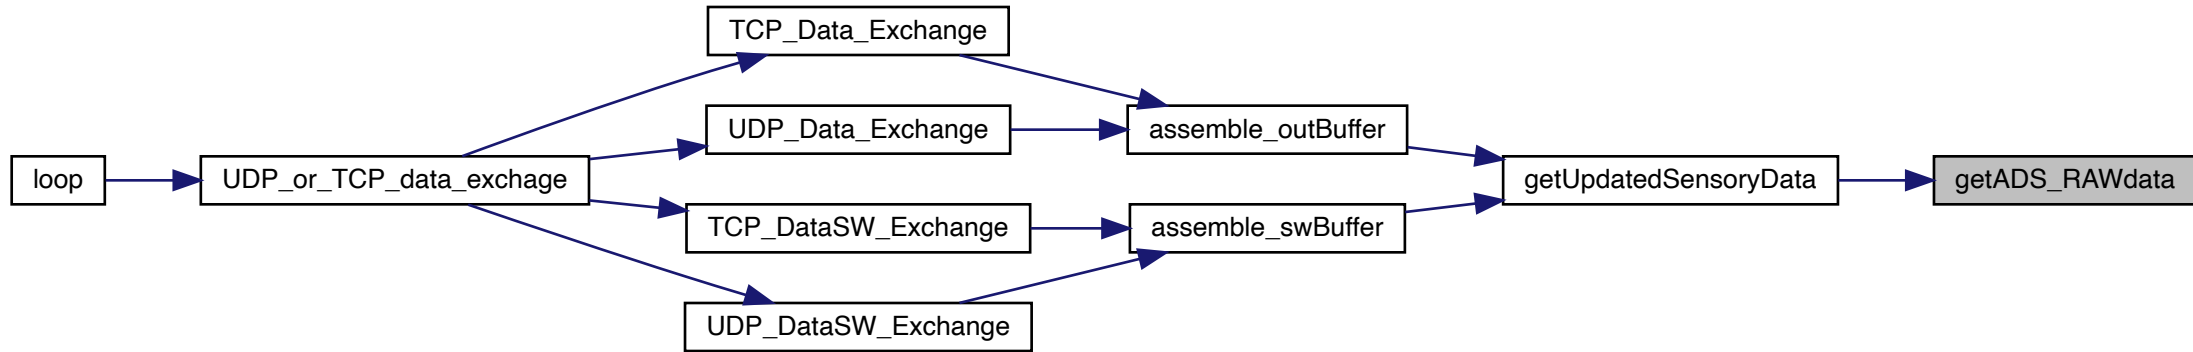 loop
UDP_or_TCP_data_exchage
TCP_Data_Exchange
UDP_Data_Exchange
TCP_DataSW_Exchange
UDP_DataSW_Exchange
assemble_outBuffer
assemble_swBuffer
getUpdatedSensoryData
getADS_RAWdata